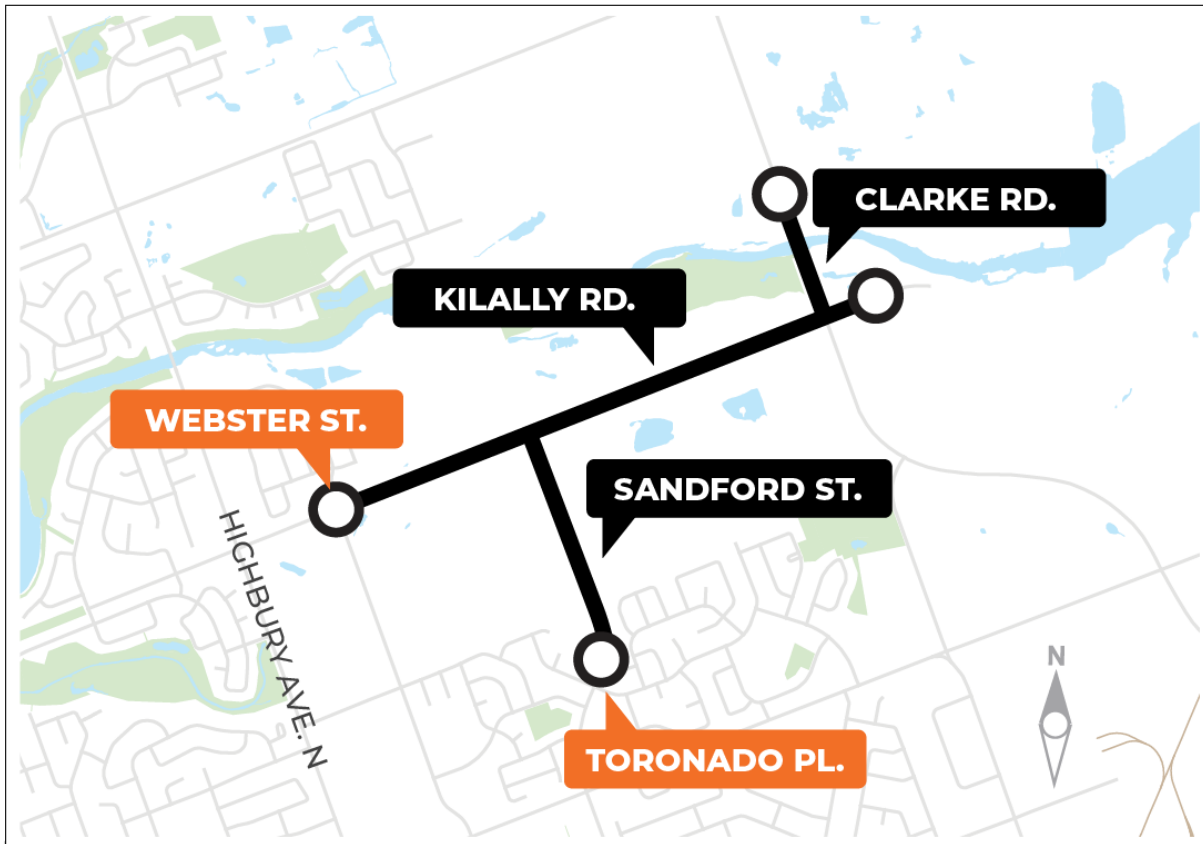 CLARKE RD.
KILALLY RD.
WEBSTER ST.
SANDFORD ST.
HIGHBURY AVE. N
N
TORONADO PL.